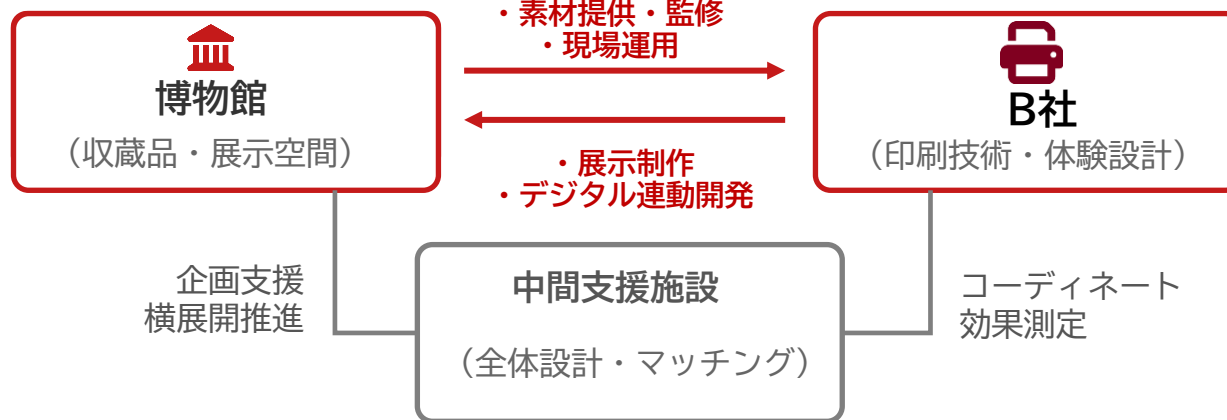 ・素材提供・監修
・現場運用
博物館
（収蔵品・展示空間）
B社
（印刷技術・体験設計）
・展示制作
・デジタル連動開発
企画支援
横展開推進
中間支援施設
（全体設計・マッチング）
コーディネート
効果測定